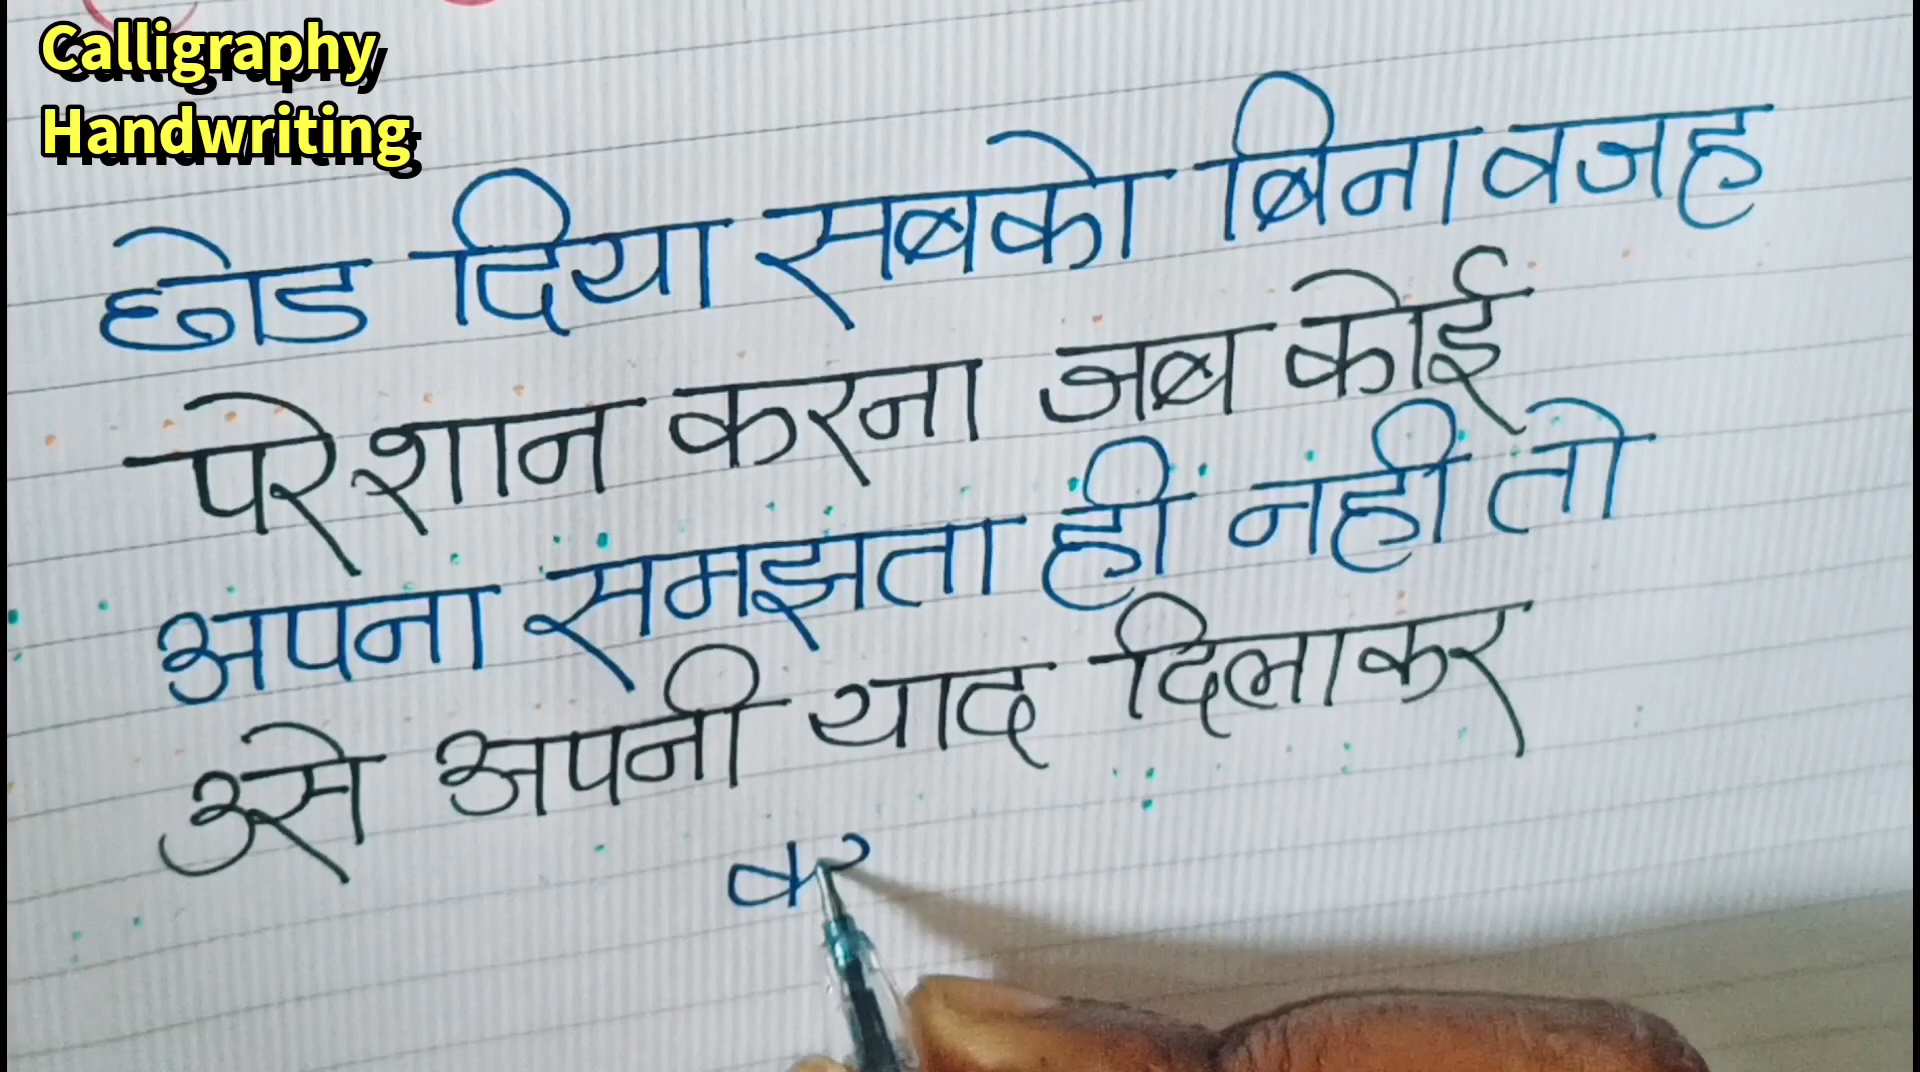 Calligraphy
Handwriting
छोड दिया सबको बिना वजह
परेशान करना जब कोई
अपना समझता ही नही तो
उसे अपनी याद दिलाकर